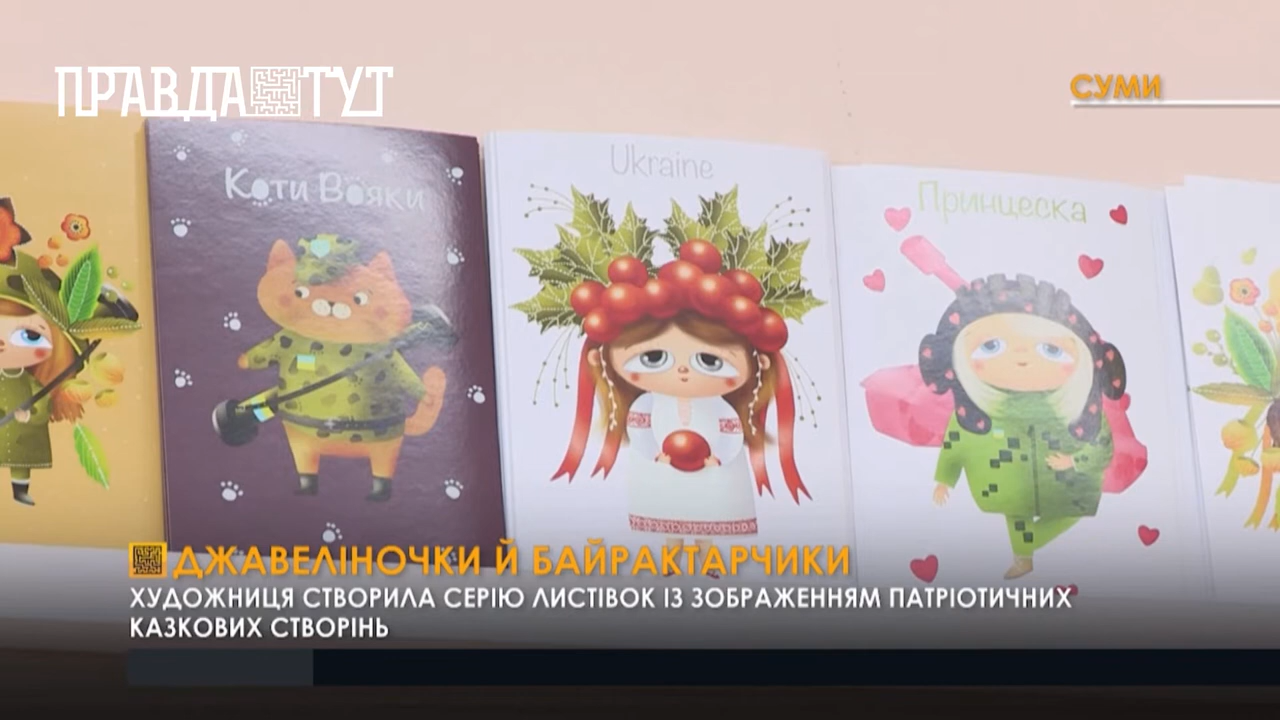 ПРАВДА ТУТ
СУМИ
Коти Вояки
Ukraine
Принцеска
ДЖАВЕЛІНОЧКИ Й БАЙРАКТАРЧИКИ
ХУДОЖНИЦЯ СТВОРИЛА СЕРІЮ ЛИСТІВОК ІЗ ЗОБРАЖЕННЯМ ПАТРІОТИЧНИХ
КАЗКОВИХ СТВОРІНЬ